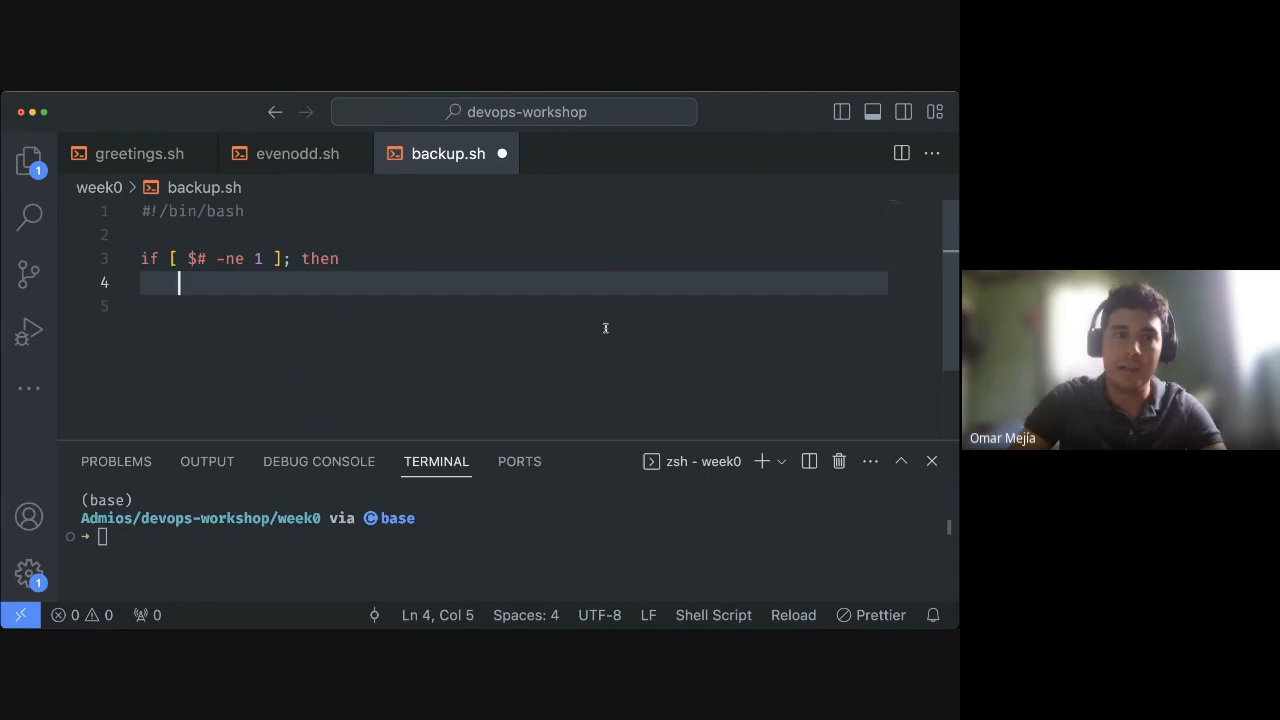 devops-workshop
greetings.sh
evenodd.sh
backup.sh
1
week0 > backup.sh
1 #!/bin/bash
2
3 if [ $# -ne 1 ]; then
4
5
PROBLEMS OUTPUT DEBUG CONSOLE TERMINAL PORTS zsh - week0
(base)
Admios/devops-workshop/week0 via C base
→
1
0 0 0 Ln 4, Col 5 Spaces: 4 UTF-8 LF Shell Script Reload Prettier
Omar Mejía